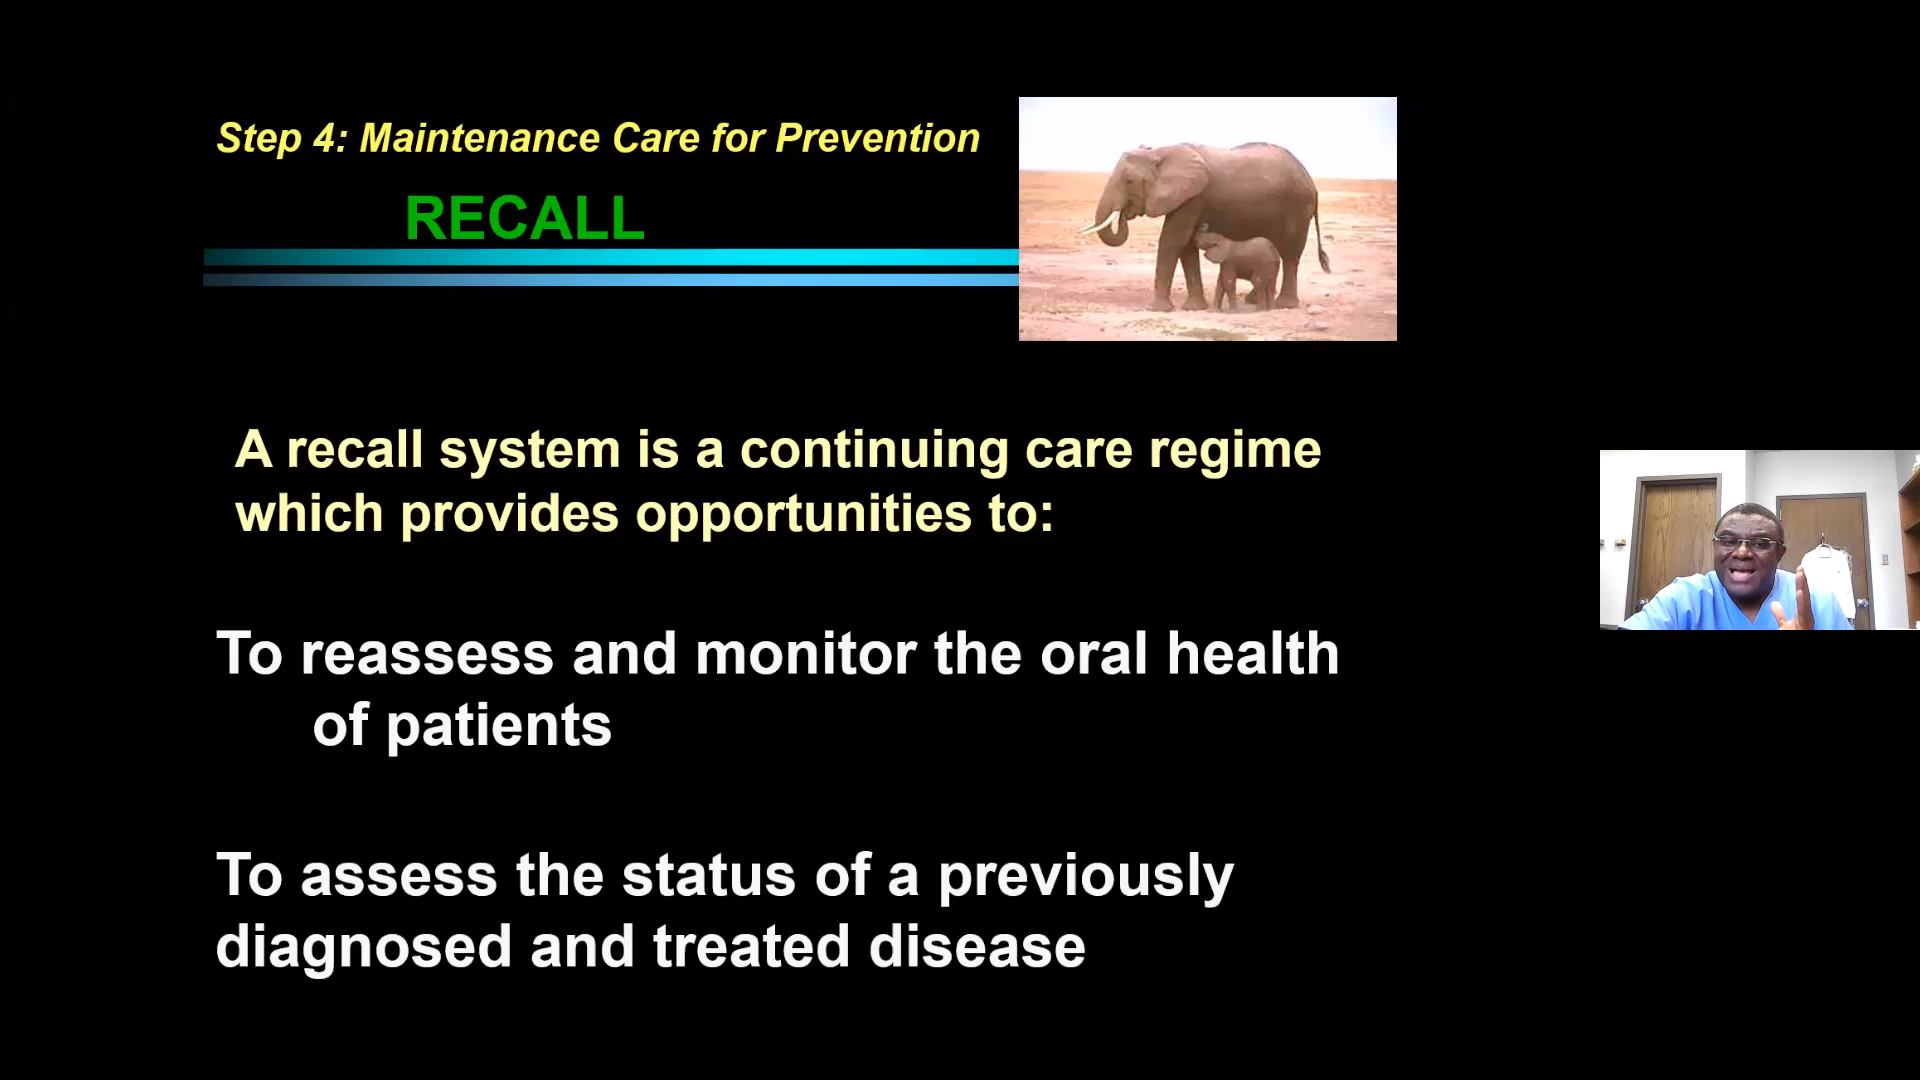 Step 4: Maintenance Care for Prevention
RECALL
A recall system is a continuing care regime
which provides opportunities to:
To reassess and monitor the oral health
of patients
To assess the status of a previously
diagnosed and treated disease